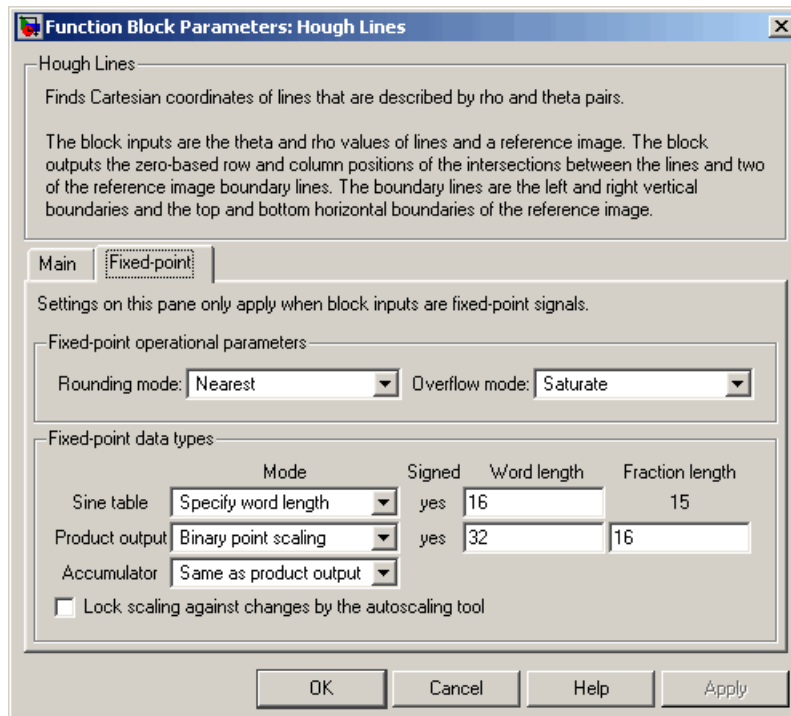 Function Block Parameters: Hough Lines
Hough Lines
Finds Cartesian coordinates of lines that are described by rho and theta pairs.
The block inputs are the theta and rho values of lines and a reference image. The block
outputs the zero-based row and column positions of the intersections between the lines and two
of the reference image boundary lines. The boundary lines are the left and right vertical
boundaries and the top and bottom horizontal boundaries of the reference image.
Main Fixed-point
Settings on this pane only apply when block inputs are fixed-point signals.
Fixed-point operational parameters
Rounding mode: Nearest Overflow mode: Saturate
Fixed-point data types
Mode Signed Word length Fraction length
Sine table Specify word length yes 16 15
Product output Binary point scaling yes 32 16
Accumulator Same as product output
Lock scaling against changes by the autoscaling tool
OK Cancel Help Apply